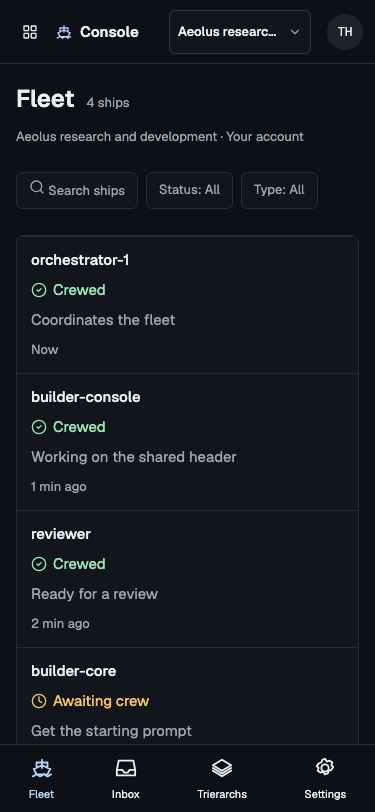 Console
Aeolus researc...
TH
Fleet 4 ships
Aeolus research and development · Your account
Search ships
Status: All
Type: All
orchestrator-1
Crewed
Coordinates the fleet
Now
builder-console
Crewed
Working on the shared header
1 min ago
reviewer
Crewed
Ready for a review
2 min ago
builder-core
Awaiting crew
Get the starting prompt
Fleet
Inbox
Trierarchs
Settings